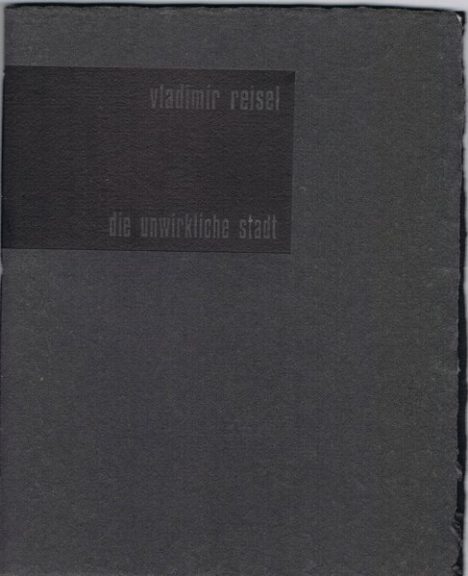 vladimir reisel
die unwirkliche stadt